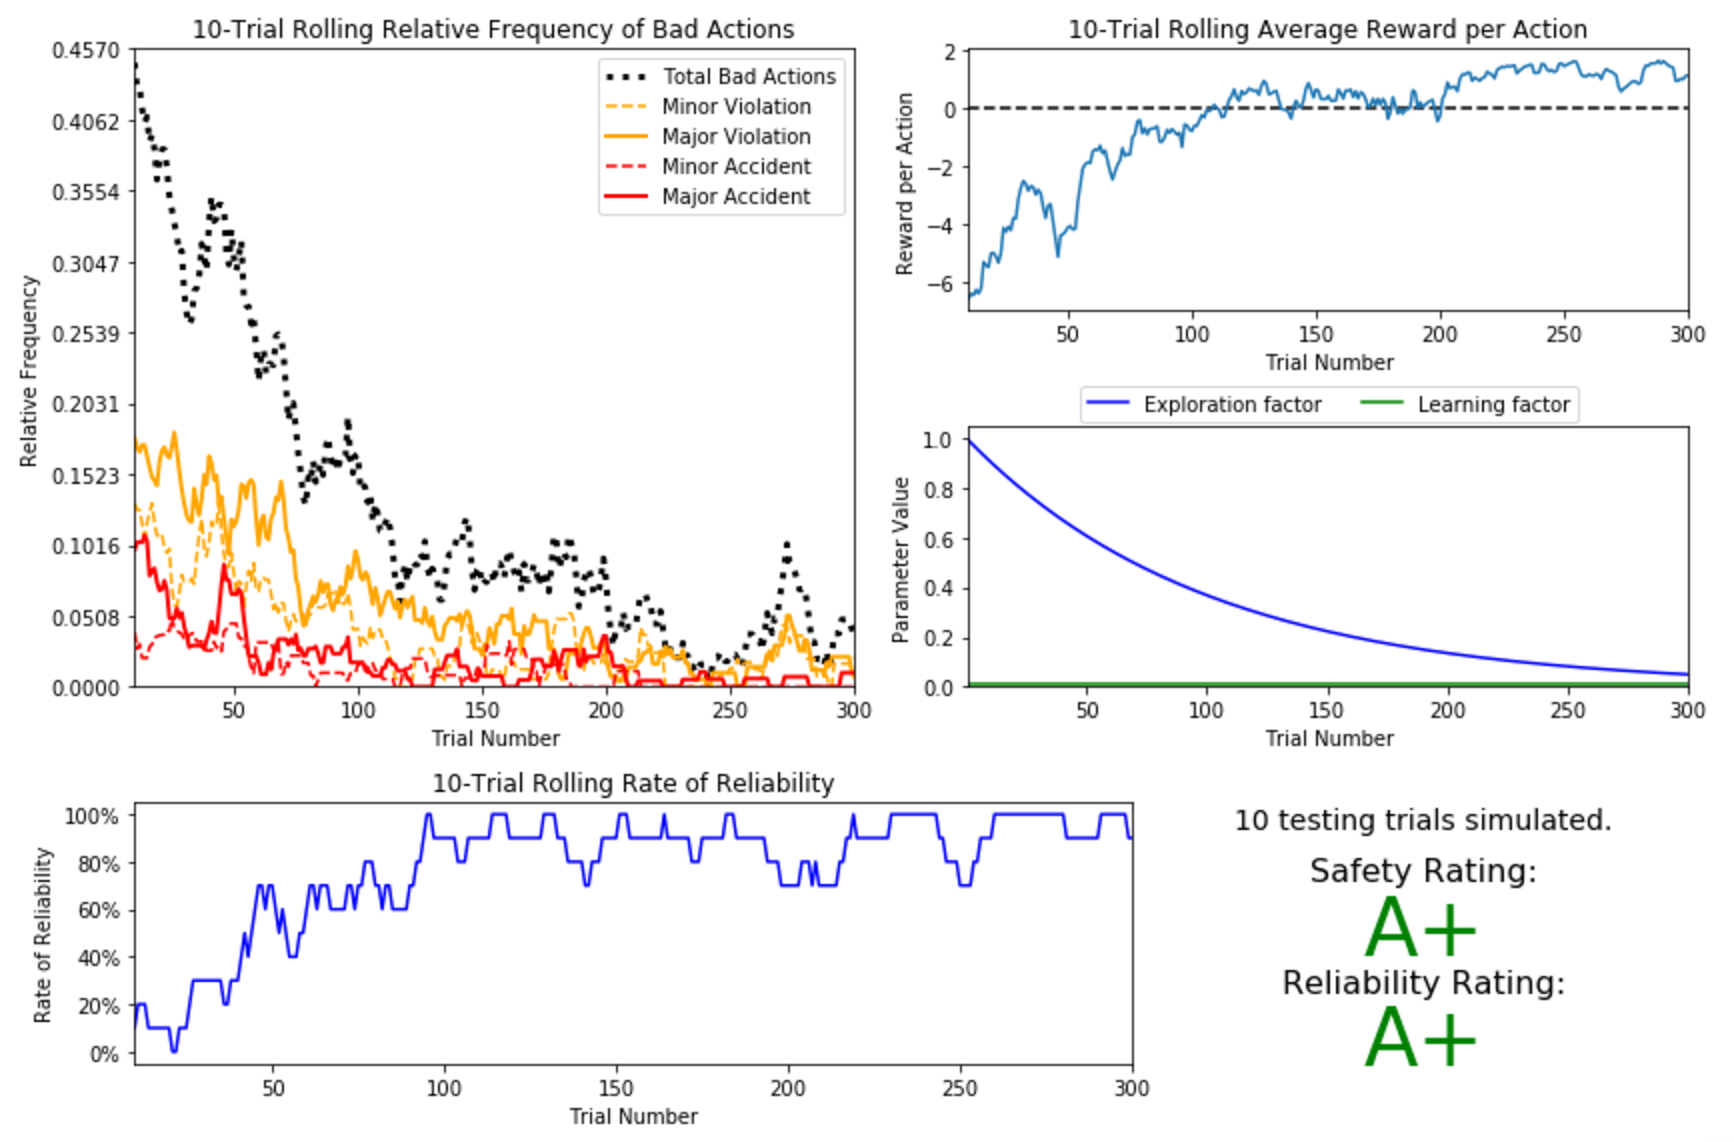 10-Trial Rolling Relative Frequency of Bad Actions
0.4570
0.4062
0.3554
0.3047
0.2539
0.2031
0.1523
0.1016
0.0508
0.0000
Relative Frequency
Total Bad Actions
Minor Violation
Major Violation
Minor Accident
Major Accident
50 100 150 200 250 300
Trial Number
10-Trial Rolling Average Reward per Action
2
0
−2
−4
−6
Reward per Action
50 100 150 200 250 300
Trial Number
Exploration factor Learning factor
1.0
0.8
0.6
0.4
0.2
0.0
Parameter Value
50 100 150 200 250 300
Trial Number
10-Trial Rolling Rate of Reliability
100%
80%
60%
40%
20%
0%
Rate of Reliability
50 100 150 200 250 300
Trial Number
10 testing trials simulated.
Safety Rating:
A+
Reliability Rating:
A+